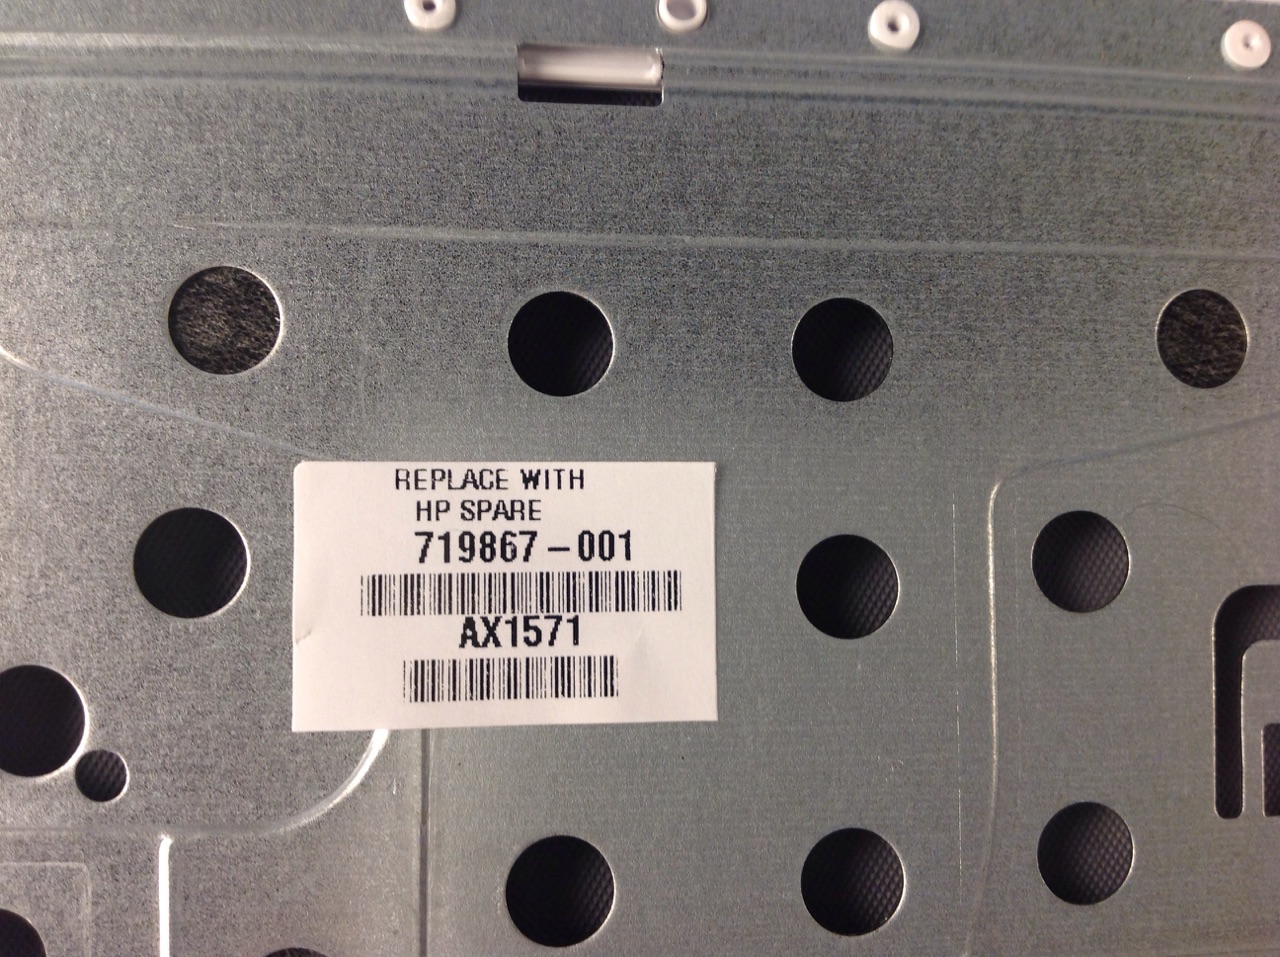 REPLACE WITH
HP SPARE
719867-001
AX1571